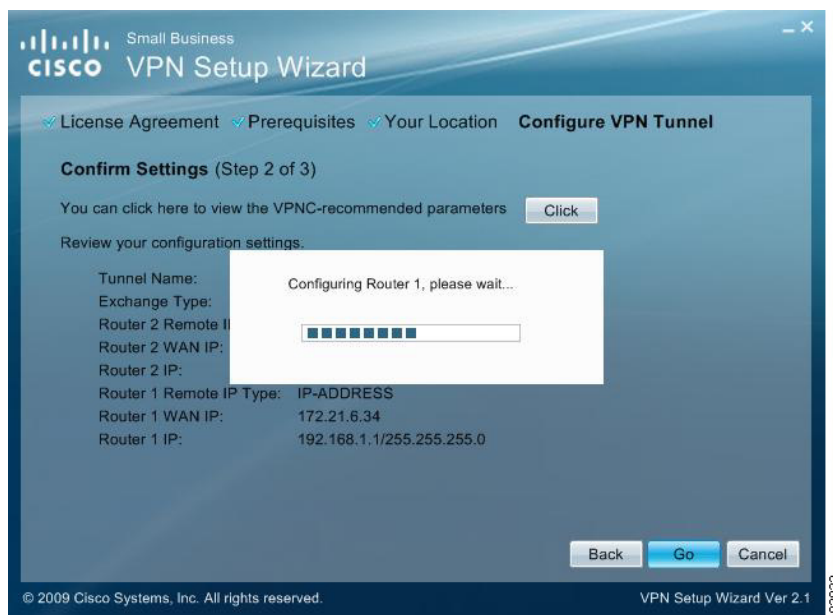 Small Business
CISCO VPN Setup Wizard
License Agreement Prerequisites Your Location Configure VPN Tunnel
Confirm Settings (Step 2 of 3)
You can click here to view the VPNC-recommended parameters Click
Review your configuration settings.
Tunnel Name:
Exchange Type:
Router 2 Remote
Router 2 WAN IP:
Router 2 IP:
Configuring Router 1, please wait...
Router 1 Remote IP Type: IP-ADDRESS
Router 1 WAN IP: 172.21.6.34
Router 1 IP: 192.168.1.1/255.255.255.0
Back Go Cancel
© 2009 Cisco Systems, Inc. All rights reserved. VPN Setup Wizard Ver 2.1